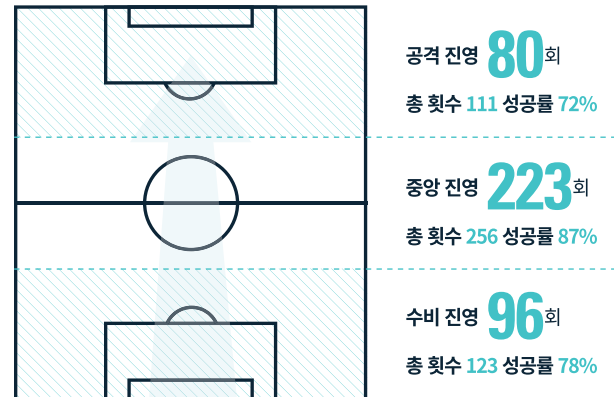 공격 진영 80회
총 횟수 111 성공률 72%
중앙 진영 223회
총 횟수 256 성공률 87%
수비 진영 96회
총 횟수 123 성공률 78%